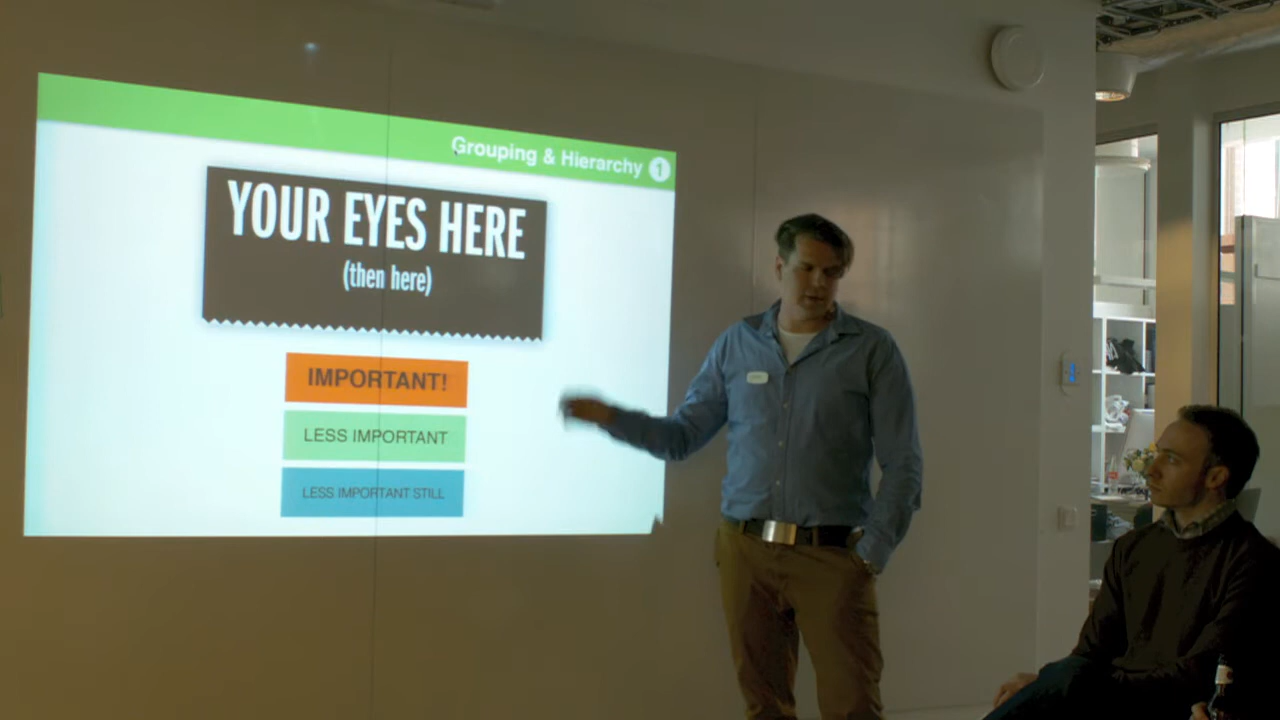 Grouping & Hierarchy 1
YOUR EYES HERE
(then here)
IMPORTANT!
LESS IMPORTANT
LESS IMPORTANT STILL